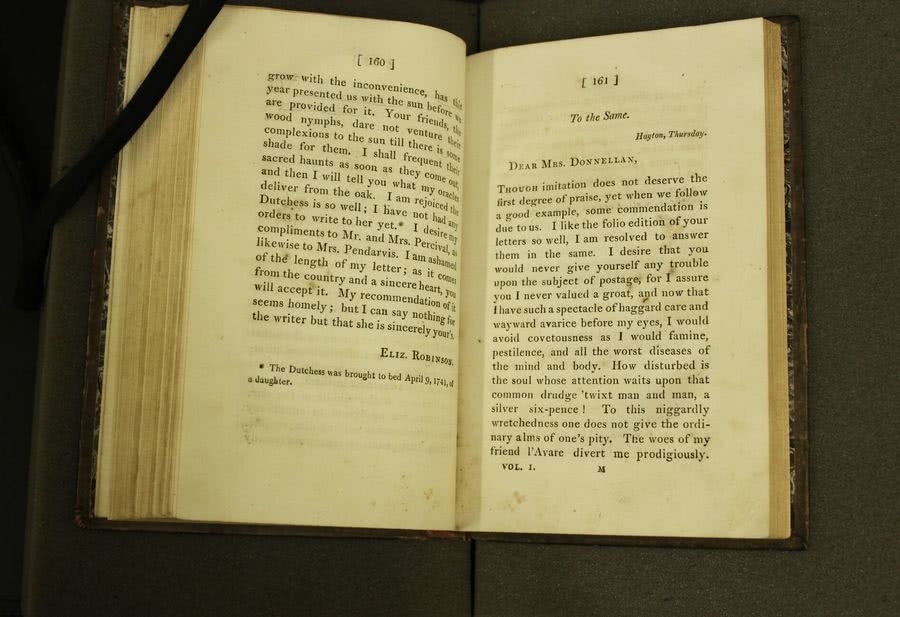 [ 160 ]
grow with the inconvenience, has this
year presented us with the sun before we
are provided for it. Your friends, the
wood nymphs, dare not venture their
complexions to the sun till there is some
shade for them. I shall frequent their
sacred haunts as soon as they come out,
and then I will tell you what my oracles
deliver from the oak. I am rejoiced the
Dutchess is so well; I have not had any
orders to write to her yet.* I desire my
compliments to Mr. and Mrs. Percival, as
likewise to Mrs. Pendarvis. I am ashamed
of the length of my letter; as it comes
from the country and a sincere heart, you
will accept it. My recommendation of it
seems homely; but I can say nothing for
the writer but that she is sincerely your's,
ELIZ. ROBINSON.
* The Dutchess was brought to bed April 9, 1741, of
a daughter.
[ 161 ]
To the Same.
Hayton, Thursday.
DEAR MRS. DONNELLAN,
THOUGH imitation does not deserve the
first degree of praise, yet when we follow
a good example, some commendation is
due to us. I like the folio edition of your
letters so well, I am resolved to answer
them in the same. I desire that you
would never give yourself any trouble
upon the subject of postage, for I assure
you I never valued a groat, and now that
I have such a spectacle of haggard care and
wayward avarice before my eyes, I would
avoid covetousness as I would famine,
pestilence, and all the worst diseases of
the mind and body. How disturbed is
the soul whose attention waits upon that
common drudge 'twixt man and man, a
silver six-pence! To this niggardly
wretchedness one does not give the ordi-
nary alms of one's pity. The woes of my
friend l'Avare divert me prodigiously.
VOL. I. M